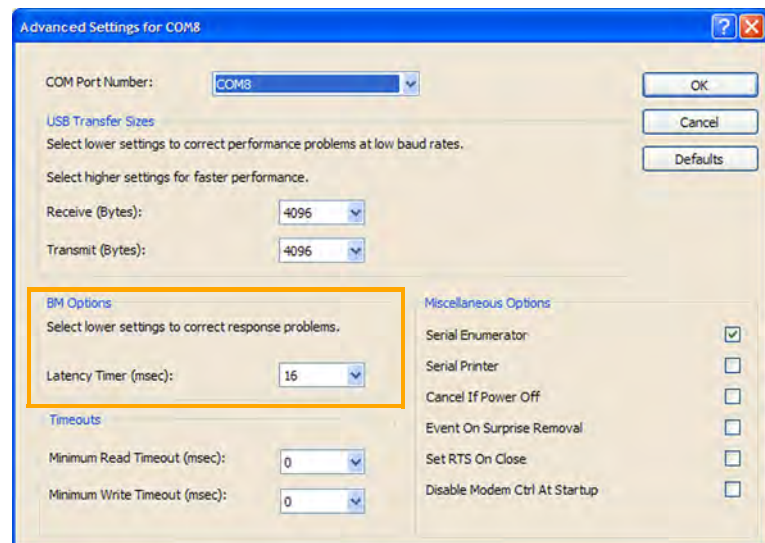 Advanced Settings for COM8
COM Port Number:
COM8
OK
Cancel
Defaults
USB Transfer Sizes
Select lower settings to correct performance problems at low baud rates.
Select higher settings for faster performance.
Receive (Bytes):
4096
Transmit (Bytes):
4096
BM Options
Select lower settings to correct response problems.
Latency Timer (msec):
16
Timeouts
Minimum Read Timeout (msec):
0
Minimum Write Timeout (msec):
0
Miscellaneous Options
Serial Enumerator
Serial Printer
Cancel If Power Off
Event On Surprise Removal
Set RTS On Close
Disable Modem Ctrl At Startup